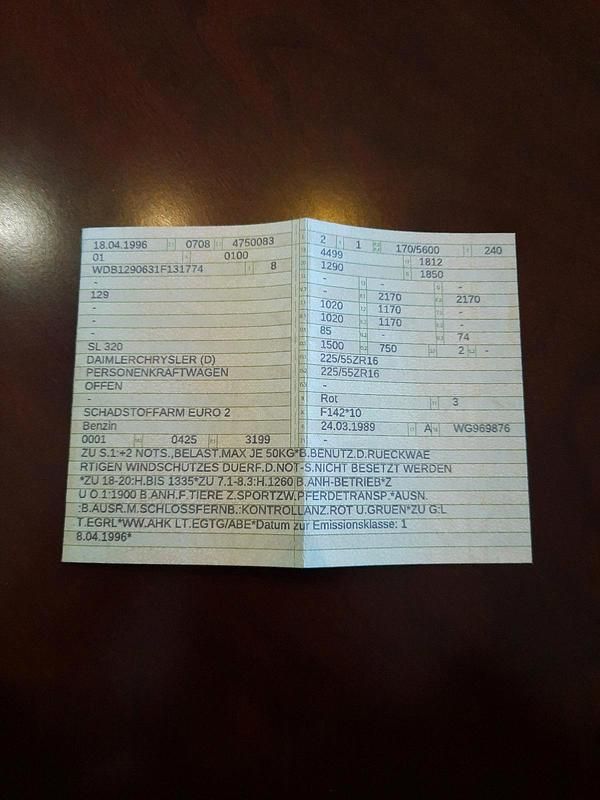 18.04.1996 0708 4750083
01 0100
WDB1290631F131774 8
-
129
-
-
-
SL 320
DAIMLERCHRYSLER (D)
PERSONENKRAFTWAGEN
OFFEN
-
SCHADSTOFFARM EURO 2
Benzin
0001 0425 3199
2 1 170/5600 240
4499 1812
1290 1850
- - -
- 2170 2170
1020 1170 -
1020 1170 -
85 - 74
1500 750 2 -
225/55ZR16
225/55ZR16
-
-
Rot 3
F142*10
24.03.1989 A WG969876
-
ZU S.1:+2 NOTS.,BELAST.MAX JE 50KG*B.BENUTZ.D.RUECKWAE
RTIGEN WINDSCHUTZES DUERF.D.NOT-S.NICHT BESETZT WERDEN
*ZU 18-20:H.BIS 1335*ZU 7.1-8.3:H.1260 B.ANH-BETRIEB*Z
U O.1:1900 B.ANH.F.TIERE Z.SPORTZW.PFERDETRANSP.*AUSN.
:B.AUSR.M.SCHLOSSFERNB.:KONTROLLANZ.ROT U.GRUEN*ZU G:L
T.EGRL*WW.AHK LT.EGTG/ABE*Datum zur Emissionsklasse: 1
8.04.1996*